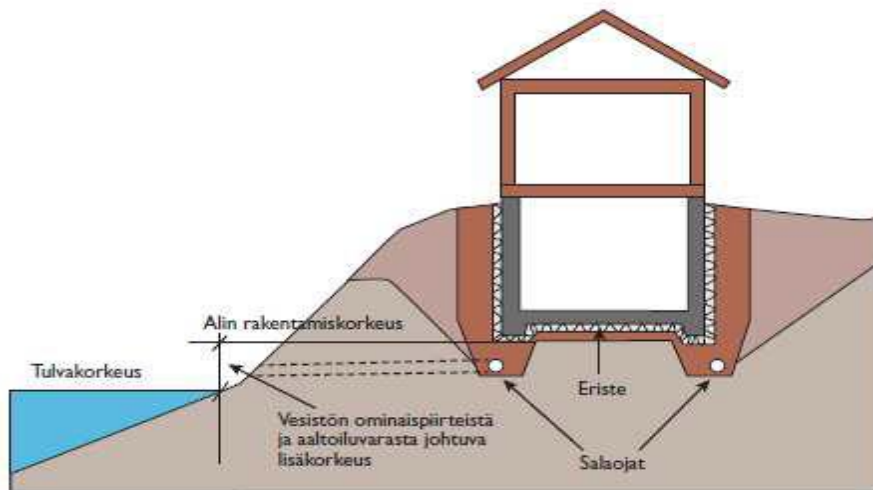 Alin rakentamiskorkeus
Tulvakorkeus
Eriste
Vesistön ominaispiirteistä
ja aaltoiluvarasta johtuva
lisäkorkeus
Salaojat